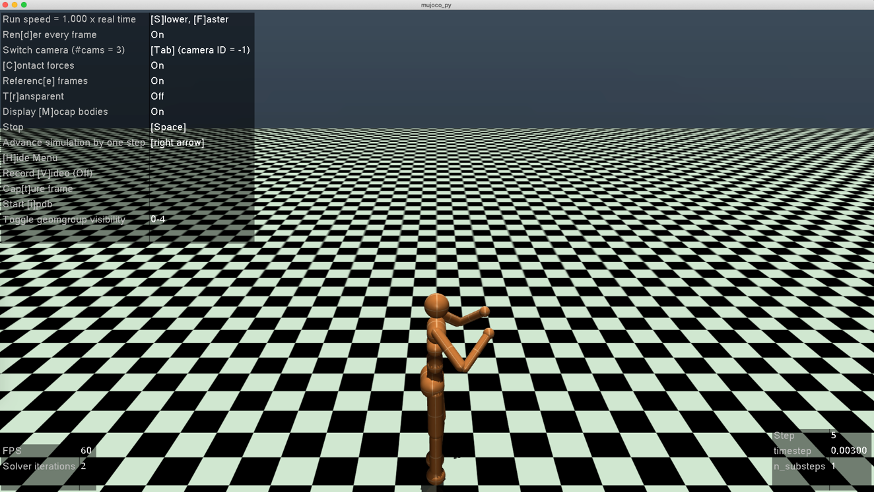 mujoco_py
Run speed = 1.000 x real time [S]lower, [F]aster
Ren[d]er every frame On
Switch camera (#cams = 3) [Tab] (camera ID = -1)
[C]ontact forces On
Referenc[e] frames On
T[r]ansparent Off
Display [M]ocap bodies On
Stop [Space]
Advance simulation by one step [right arrow]
[H]ide Menu
Record [V]ideo (Off)
Cap[t]ure frame
Start [i]pdb
Toggle geomgroup visibility 0-4
FPS 60
Solver iterations 2
Step 5
timestep 0.00300
n_substeps 1